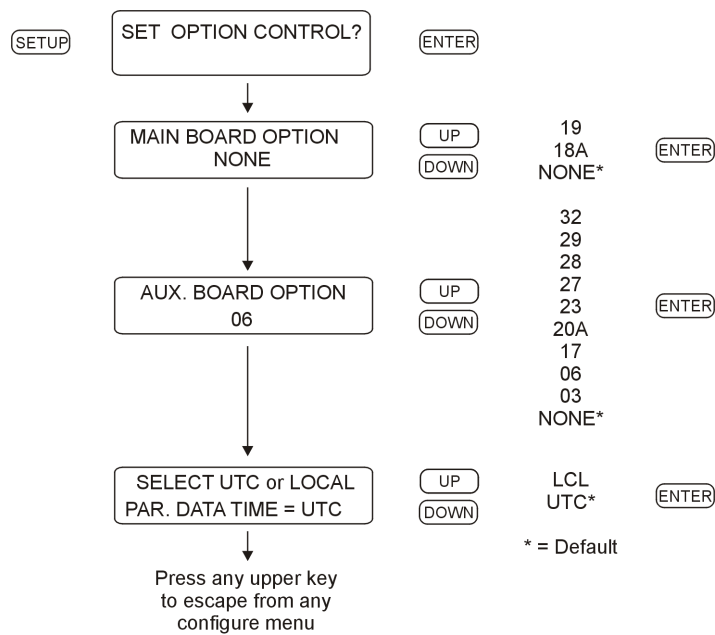 SETUP
SET OPTION CONTROL?
ENTER
MAIN BOARD OPTION
NONE
UP
DOWN
19
18A
NONE*
ENTER
AUX. BOARD OPTION
06
UP
DOWN
32
29
28
27
23
20A
17
06
03
NONE*
ENTER
SELECT UTC or LOCAL
PAR. DATA TIME = UTC
UP
DOWN
LCL
UTC*
ENTER
* = Default
Press any upper key
to escape from any
configure menu